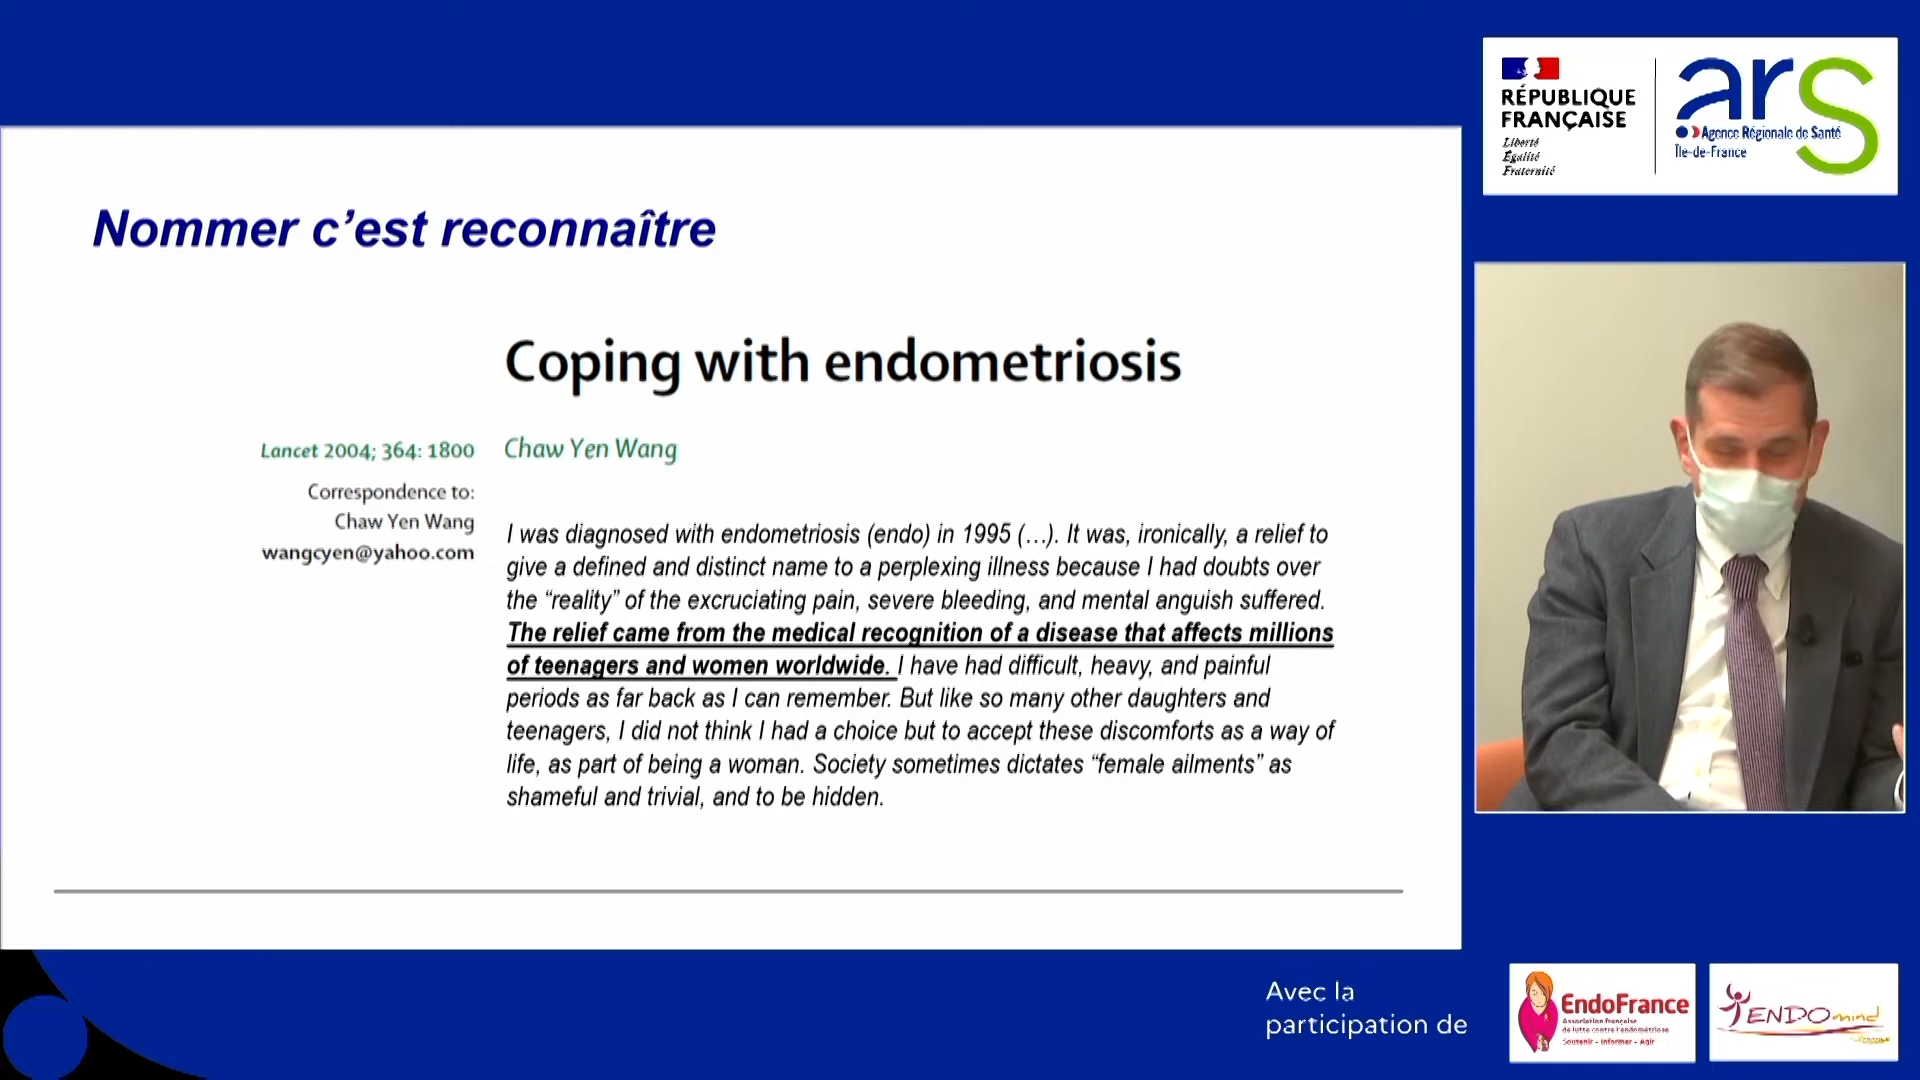 Nommer c’est reconnaître
Coping with endometriosis
Lancet 2004; 364: 1800
Chaw Yen Wang
Correspondence to:
Chaw Yen Wang
wangcyen@yahoo.com
I was diagnosed with endometriosis (endo) in 1995 (…). It was, ironically, a relief to
give a defined and distinct name to a perplexing illness because I had doubts over
the “reality” of the excruciating pain, severe bleeding, and mental anguish suffered.
The relief came from the medical recognition of a disease that affects millions
of teenagers and women worldwide. I have had difficult, heavy, and painful
periods as far back as I can remember. But like so many other daughters and
teenagers, I did not think I had a choice but to accept these discomforts as a way of
life, as part of being a woman. Society sometimes dictates “female ailments” as
shameful and trivial, and to be hidden.
RÉPUBLIQUE
FRANÇAISE
Liberté
Égalité
Fraternité
ars
Agence Régionale de Santé
Île-de-France
Avec la
participation de
EndoFrance
Association Française
de lutte contre l'endométriose
Soutenir - Informer - Agir
ENDOmind